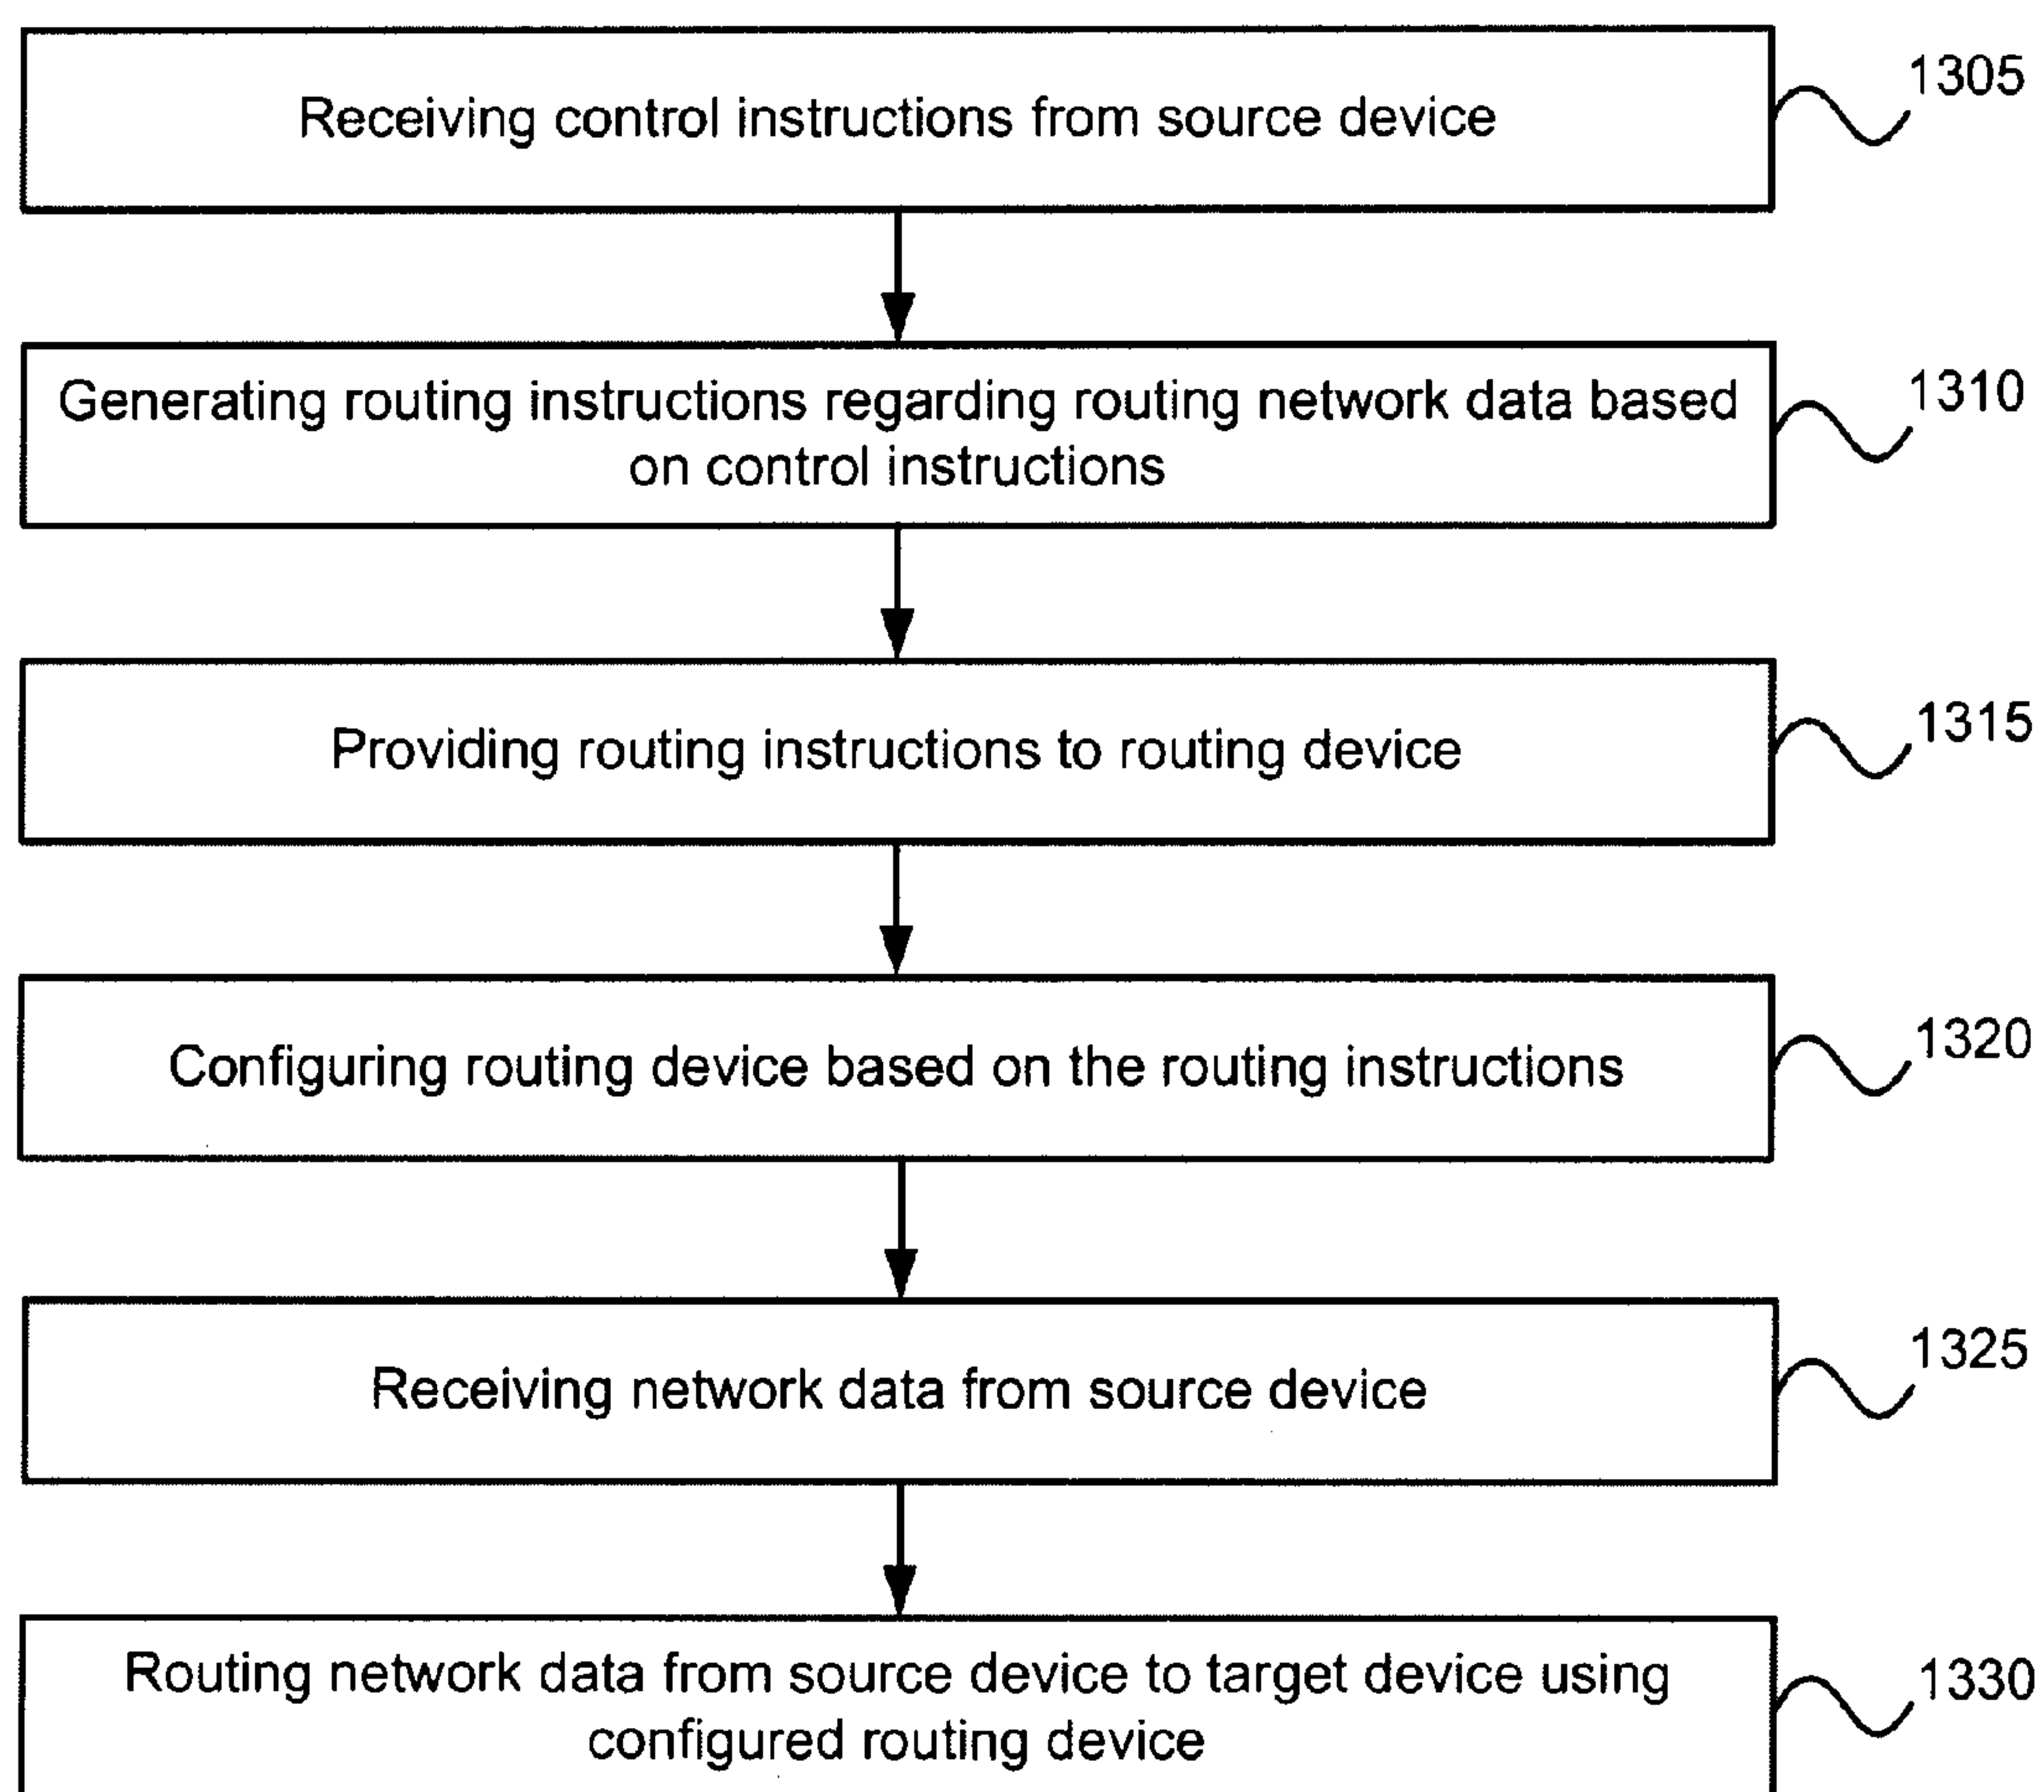 Receiving control instructions from source device
1305
Generating routing instructions regarding routing network data based
on control instructions
1310
Providing routing instructions to routing device
1315
Configuring routing device based on the routing instructions
1320
Receiving network data from source device
1325
Routing network data from source device to target device using
configured routing device
1330